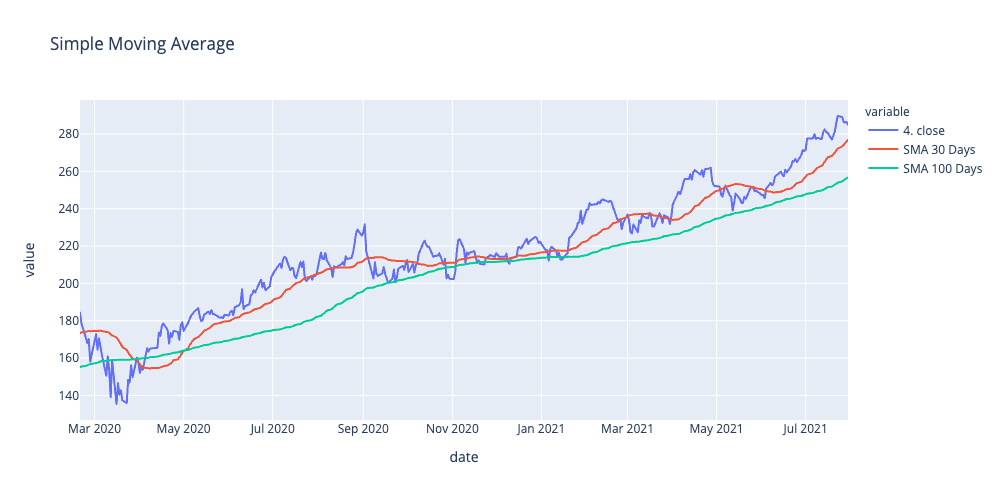 Simple Moving Average
variable
4. close
SMA 30 Days
SMA 100 Days
value
280
260
240
220
200
180
160
140
Mar 2020 May 2020 Jul 2020 Sep 2020 Nov 2020 Jan 2021 Mar 2021 May 2021 Jul 2021
date